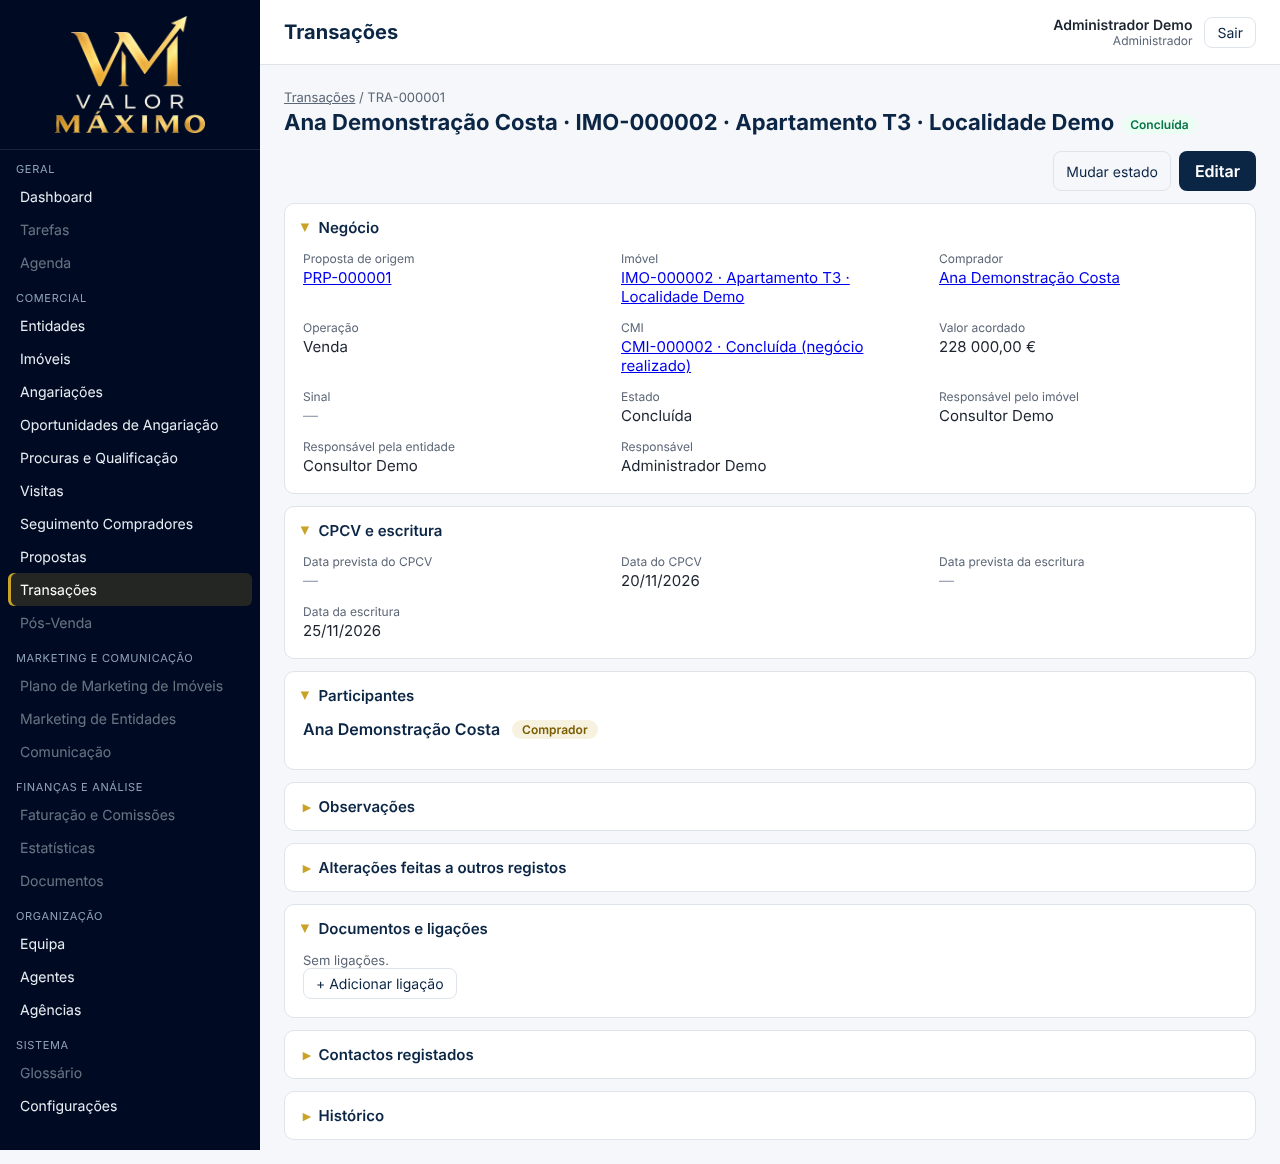 VALOR
MÁXIMO
GERAL
Dashboard
Tarefas
Agenda
COMERCIAL
Entidades
Imóveis
Angariações
Oportunidades de Angariação
Procuras e Qualificação
Visitas
Seguimento Compradores
Propostas
Transações
Pós-Venda
MARKETING E COMUNICAÇÃO
Plano de Marketing de Imóveis
Marketing de Entidades
Comunicação
FINANÇAS E ANÁLISE
Faturação e Comissões
Estatísticas
Documentos
ORGANIZAÇÃO
Equipa
Agentes
Agências
SISTEMA
Glossário
Configurações
Transações
Administrador Demo
Administrador
Sair
Transações / TRA-000001
Ana Demonstração Costa · IMO-000002 · Apartamento T3 · Localidade Demo Concluída
Mudar estado
Editar
Negócio
Proposta de origem
PRP-000001
Imóvel
IMO-000002 · Apartamento T3 ·
Localidade Demo
Comprador
Ana Demonstração Costa
Operação
Venda
CMI
CMI-000002 · Concluída (negócio
realizado)
Valor acordado
228 000,00 €
Sinal
—
Estado
Concluída
Responsável pelo imóvel
Consultor Demo
Responsável pela entidade
Consultor Demo
Responsável
Administrador Demo
CPCV e escritura
Data prevista do CPCV
—
Data do CPCV
20/11/2026
Data prevista da escritura
—
Data da escritura
25/11/2026
Participantes
Ana Demonstração Costa Comprador
Observações
Alterações feitas a outros registos
Documentos e ligações
Sem ligações.
+ Adicionar ligação
Contactos registados
Histórico